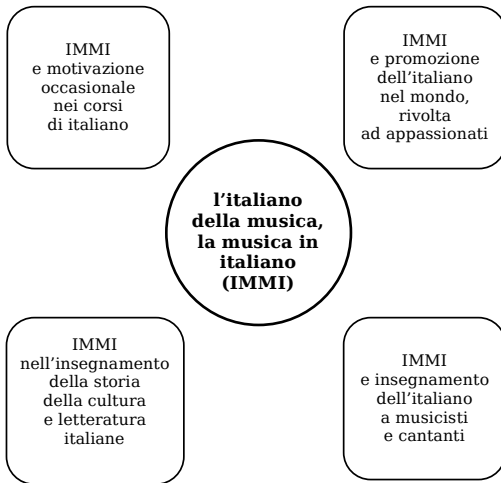 IMMI
e motivazione
occasionale
nei corsi
di italiano
IMMI
e promozione
dell'italiano
nel mondo,
rivolta
ad appassionati
l'italiano
della musica,
la musica in
italiano
(IMMI)
IMMI
nell'insegnamento
della storia
della cultura
e letteratura
italiane
IMMI
e insegnamento
dell'italiano
a musicisti
e cantanti